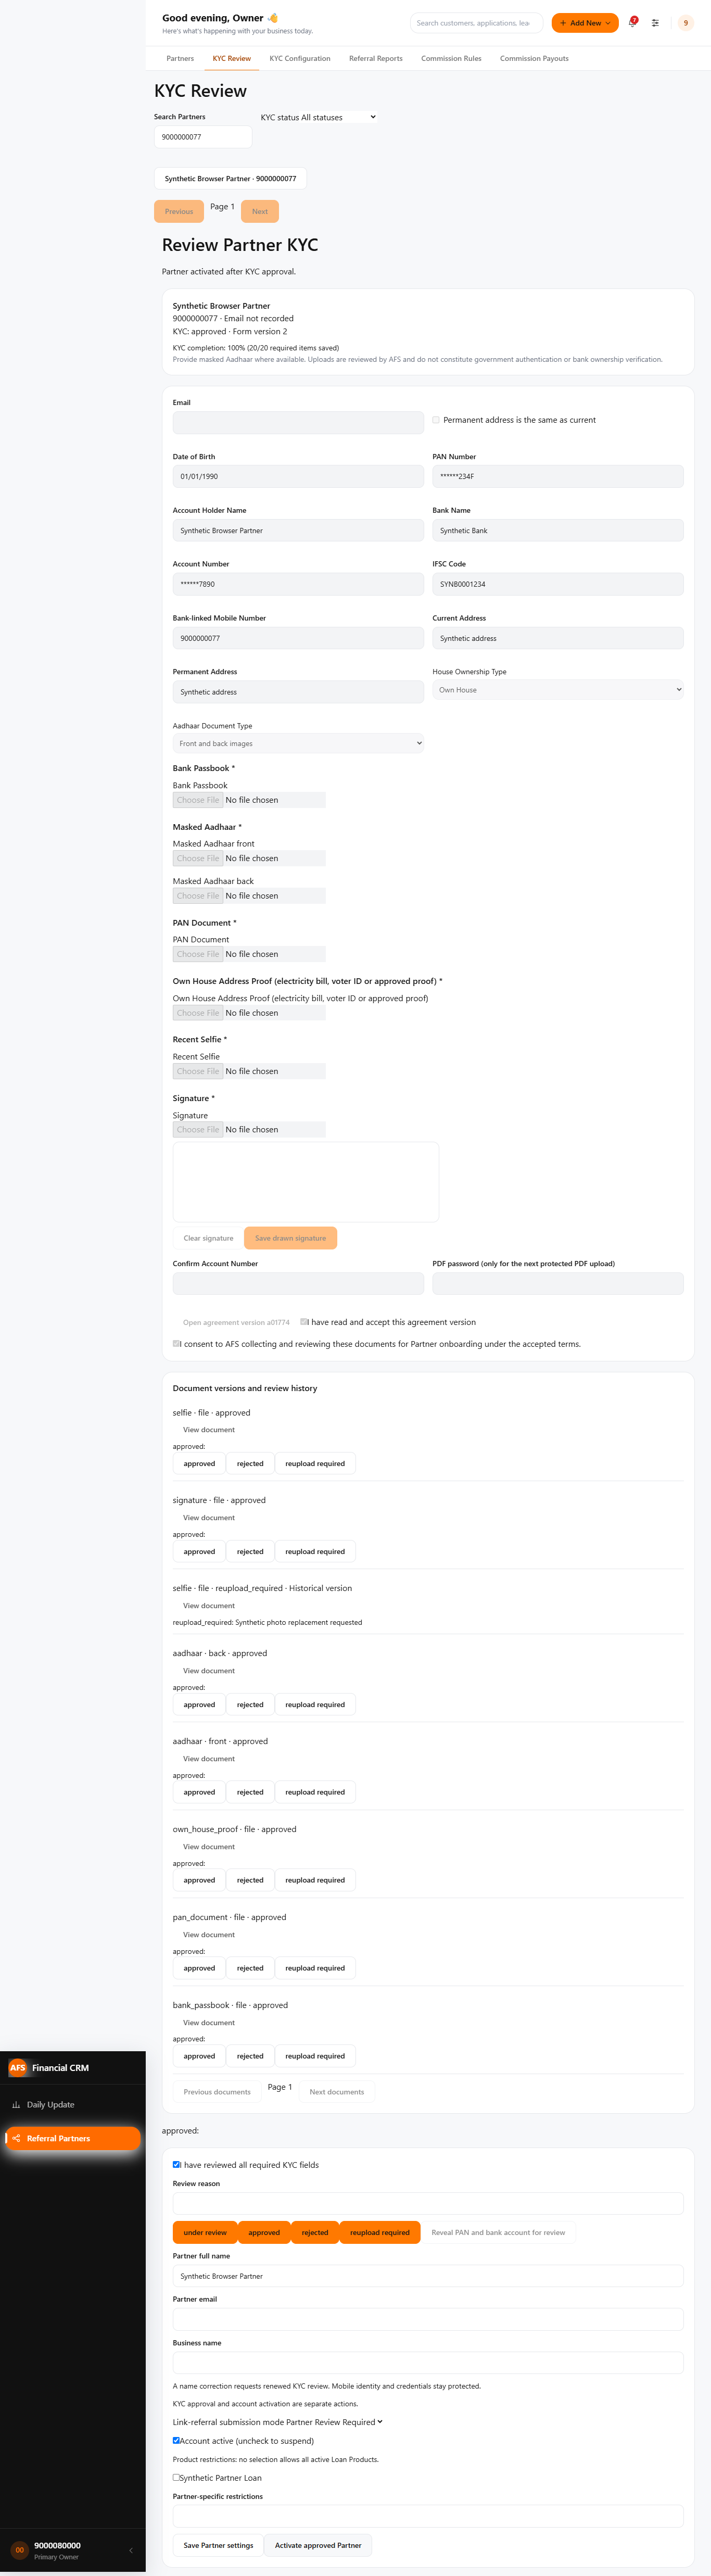 Good evening, Owner
Here's what's happening with your business today.
Search customers, applications, lea
+ Add New
7
9
Partners KYC Review KYC Configuration Referral Reports Commission Rules Commission Payouts
KYC Review
Search Partners
KYC status All statuses
9000000077
Synthetic Browser Partner · 9000000077
Previous Page 1 Next
Review Partner KYC
Partner activated after KYC approval.
Synthetic Browser Partner
9000000077 · Email not recorded
KYC: approved · Form version 2
KYC completion: 100% (20/20 required items saved)
Provide masked Aadhaar where available. Uploads are reviewed by AFS and do not constitute government authentication or bank ownership verification.
Email
Permanent address is the same as current
Date of Birth PAN Number
01/01/1990 ******234F
Account Holder Name Bank Name
Synthetic Browser Partner Synthetic Bank
Account Number IFSC Code
******7890 SYNB0001234
Bank-linked Mobile Number Current Address
9000000077 Synthetic address
Permanent Address House Ownership Type
Synthetic address Own House
Aadhaar Document Type
Front and back images
Bank Passbook *
Bank Passbook
Choose File No file chosen
Masked Aadhaar *
Masked Aadhaar front
Choose File No file chosen
Masked Aadhaar back
Choose File No file chosen
PAN Document *
PAN Document
Choose File No file chosen
Own House Address Proof (electricity bill, voter ID or approved proof) *
Own House Address Proof (electricity bill, voter ID or approved proof)
Choose File No file chosen
Recent Selfie *
Recent Selfie
Choose File No file chosen
Signature *
Signature
Choose File No file chosen
Clear signature Save drawn signature
Confirm Account Number PDF password (only for the next protected PDF upload)
Open agreement version a01774 I have read and accept this agreement version
I consent to AFS collecting and reviewing these documents for Partner onboarding under the accepted terms.
Document versions and review history
selfie · file · approved
View document
approved:
approved rejected reupload required
signature · file · approved
View document
approved:
approved rejected reupload required
selfie · file · reupload_required · Historical version
View document
reupload_required: Synthetic photo replacement requested
aadhaar · back · approved
View document
approved:
approved rejected reupload required
aadhaar · front · approved
View document
approved:
approved rejected reupload required
own_house_proof · file · approved
View document
approved:
approved rejected reupload required
pan_document · file · approved
View document
approved:
approved rejected reupload required
bank_passbook · file · approved
View document
approved:
approved rejected reupload required
Previous documents Page 1 Next documents
approved:
I have reviewed all required KYC fields
Review reason
under review approved rejected reupload required Reveal PAN and bank account for review
Partner full name
Synthetic Browser Partner
Partner email
Business name
A name correction requests renewed KYC review. Mobile identity and credentials stay protected.
KYC approval and account activation are separate actions.
Link-referral submission mode Partner Review Required
Account active (uncheck to suspend)
Product restrictions: no selection allows all active Loan Products.
Synthetic Partner Loan
Partner-specific restrictions
Save Partner settings Activate approved Partner
AFS Financial CRM
Daily Update
Referral Partners
00
9000080000
Primary Owner